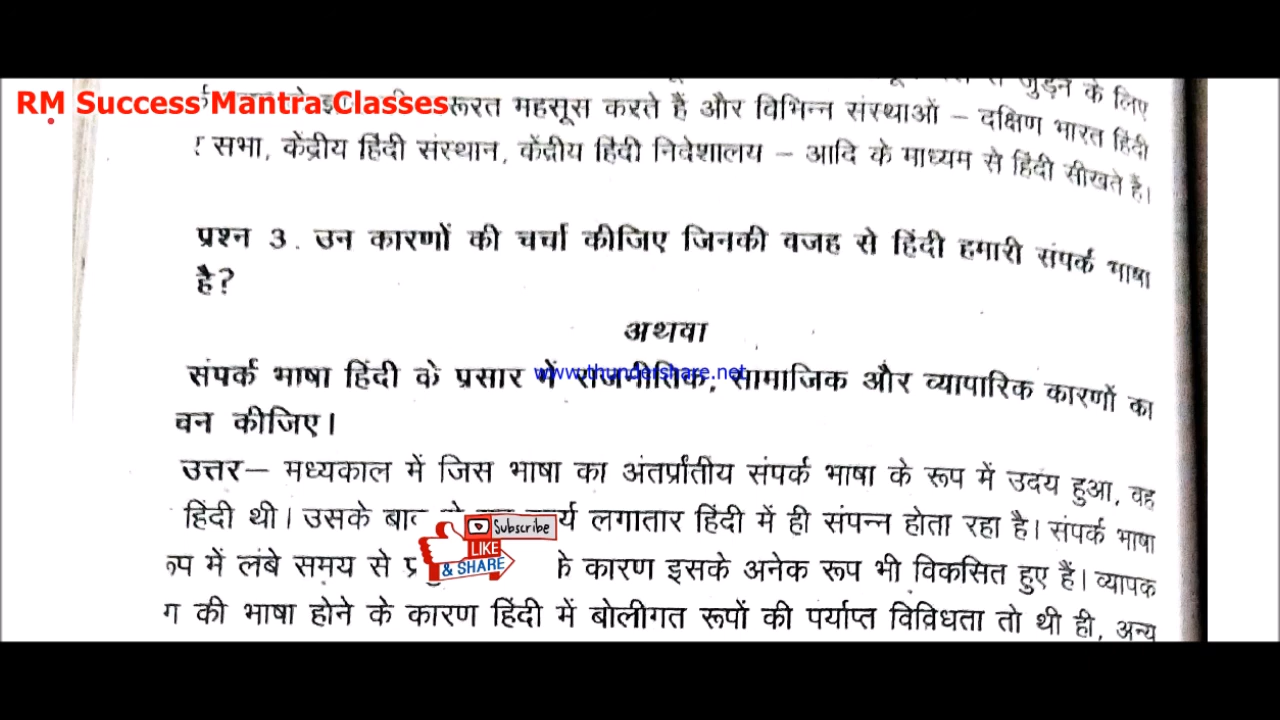 जुड़ने के लिए
RM Success Mantra Classes
रूरत महसूस करते हैं और विभिन्न संस्थाओं – दक्षिण भारत हिंदी
सभा, केंद्रीय हिंदी संस्थान, केंद्रीय हिंदी निदेशालय – आदि के माध्यम से हिंदी सीखते हैं।
प्रश्न 3. उन कारणों की चर्चा कीजिए जिनकी वजह से हिंदी हमारी संपर्क भाषा
है?
अथवा
संपर्क भाषा हिंदी के प्रसार में राजनीतिक, सामाजिक और व्यापारिक कारणों का
www.thundershare.net
वन कीजिए।
उत्तर– मध्यकाल में जिस भाषा का अंतर्प्रांतीय संपर्क भाषा के रूप में उदय हुआ, वह
हिंदी थी। उसके लगातार हिंदी में ही संपन्न होता रहा है। संपर्क भाषा
Subscribe
LIKE
& SHARE
में लंबे समय से के कारण इसके अनेक रूप भी विकसित हुए हैं। व्यापक
की भाषा होने के कारण हिंदी में बोलीगत रूपों की पर्याप्त विविधता तो थी ही, अन्य